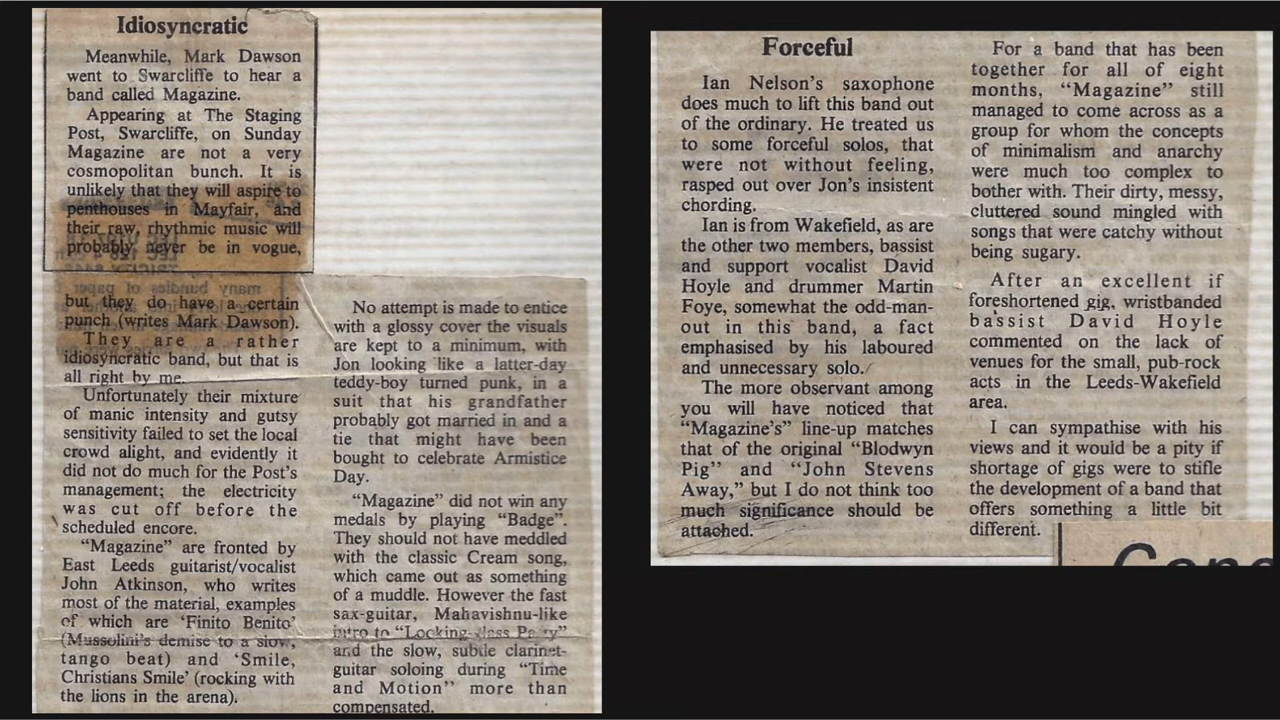 Idiosyncratic
Meanwhile, Mark Dawson
went to Swarcliffe to hear a
band called Magazine.
Appearing at The Staging
Post, Swarcliffe, on Sunday
Magazine are not a very
cosmopolitan bunch. It is
unlikely that they will aspire to
penthouses in Mayfair, and
their raw, rhythmic music will
probably never be in vogue,
but they do have a certain
punch (writes Mark Dawson).
They are a rather
idiosyncratic band, but that is
all right by me.
Unfortunately their mixture
of manic intensity and gutsy
sensitivity failed to set the local
crowd alight, and evidently it
did not do much for the Post's
management; the electricity
was cut off before the
scheduled encore.
"Magazine" are fronted by
East Leeds guitarist/vocalist
John Atkinson, who writes
most of the material, examples
of which are 'Finito Benito'
(Mussolini's demise to a slow,
tango beat) and 'Smile,
Christians Smile' (rocking with
the lions in the arena).
No attempt is made to entice
with a glossy cover the visuals
are kept to a minimum, with
Jon looking like a latter-day
teddy-boy turned punk, in a
suit that his grandfather
probably got married in and a
tie that might have been
bought to celebrate Armistice
Day.
"Magazine" did not win any
medals by playing "Badge".
They should not have meddled
with the classic Cream song,
which came out as something
of a muddle. However the fast
sax-guitar, Mahavishnu-like
intro to "Looking
and the slow, subtle clarinet-
guitar soloing during "Time
and Motion" more than
compensated.
Forceful
Ian Nelson's saxophone
does much to lift this band out
of the ordinary. He treated us
to some forceful solos, that
were not without feeling,
rasped out over Jon's insistent
chording.
Ian is from Wakefield, as are
the other two members, bassist
and support vocalist David
Hoyle and drummer Martin
Foye, somewhat the odd-man-
out in this band, a fact
emphasised by his laboured
and unnecessary solo.
The more observant among
you will have noticed that
"Magazine's" line-up matches
that of the original "Blodwyn
Pig" and "John Stevens
Away," but I do not think too
much significance should be
attached.
For a band that has been
together for all of eight
months, "Magazine" still
managed to come across as a
group for whom the concepts
of minimalism and anarchy
were much too complex to
bother with. Their dirty, messy,
cluttered sound mingled with
songs that were catchy without
being sugary.
After an excellent if
foreshortened gig, wristbanded
bassist David Hoyle
commented on the lack of
venues for the small, pub-rock
acts in the Leeds-Wakefield
area.
I can sympathise with his
views and it would be a pity if
shortage of gigs were to stifle
the development of a band that
offers something a little bit
different.